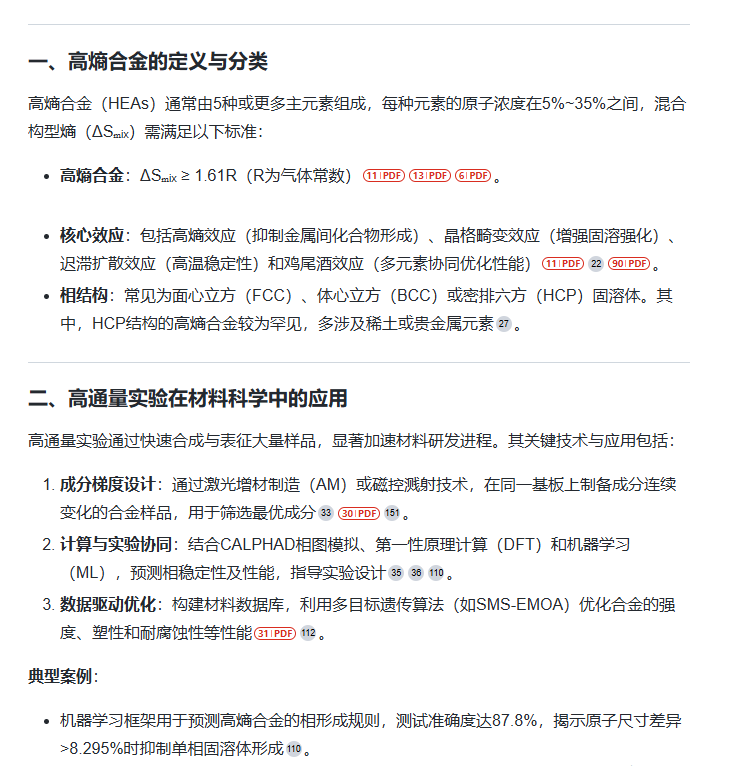 一、高熵合金的定义与分类
高熵合金（HEAs）通常由5种或更多主元素组成，每种元素的原子浓度在5%~35%之间，混合
构型熵（ΔSₘᵢₓ）需满足以下标准：
• 高熵合金：ΔSₘᵢₓ ≥ 1.61R（R为气体常数） 11 | PDF 13 | PDF 6 | PDF 。
• 核心效应：包括高熵效应（抑制金属间化合物形成）、晶格畸变效应（增强固溶强化）、
迟滞扩散效应（高温稳定性）和鸡尾酒效应（多元素协同优化性能） 11 | PDF 22 90 | PDF 。
• 相结构：常见为面心立方（FCC）、体心立方（BCC）或密排六方（HCP）固溶体。其
中，HCP结构的高熵合金较为罕见，多涉及稀土或贵金属元素 27 。
二、高通量实验在材料科学中的应用
高通量实验通过快速合成与表征大量样品，显著加速材料研发进程。其关键技术与应用包括：
1. 成分梯度设计：通过激光增材制造（AM）或磁控溅射技术，在同一基板上制备成分连续
变化的合金样品，用于筛选最优成分 33 30 | PDF 151 。
2. 计算与实验协同：结合CALPHAD相图模拟、第一性原理计算（DFT）和机器学习
（ML），预测相稳定性及性能，指导实验设计 35 38 110 。
3. 数据驱动优化：构建材料数据库，利用多目标遗传算法（如SMS-EMOA）优化合金的强
度、塑性和耐腐蚀性等性能 31 | PDF 112 。
典型案例：
• 机器学习框架用于预测高熵合金的相形成规则，测试准确度达87.8%，揭示原子尺寸差异
>8.295%时抑制单相固溶体形成 110 。